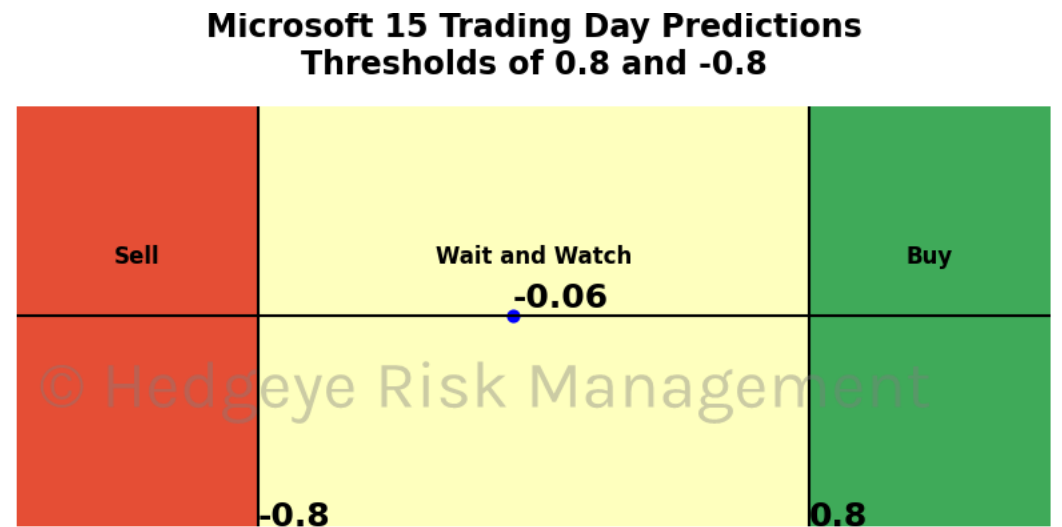 Microsoft 15 Trading Day Predictions
Thresholds of 0.8 and -0.8
Sell
Wait and Watch
Buy
-0.06
© Hedgeye Risk Management
-0.8
0.8